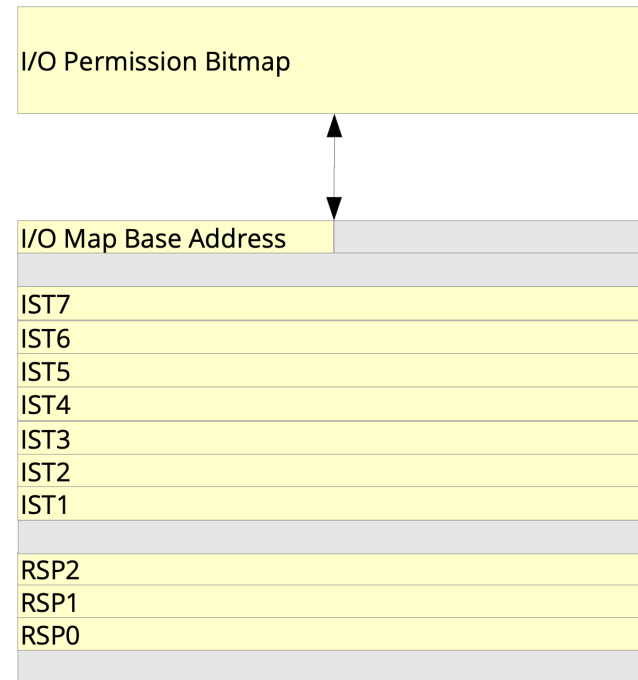 I/O Permission Bitmap
I/O Map Base Address
IST7
IST6
IST5
IST4
IST3
IST2
IST1
RSP2
RSP1
RSP0